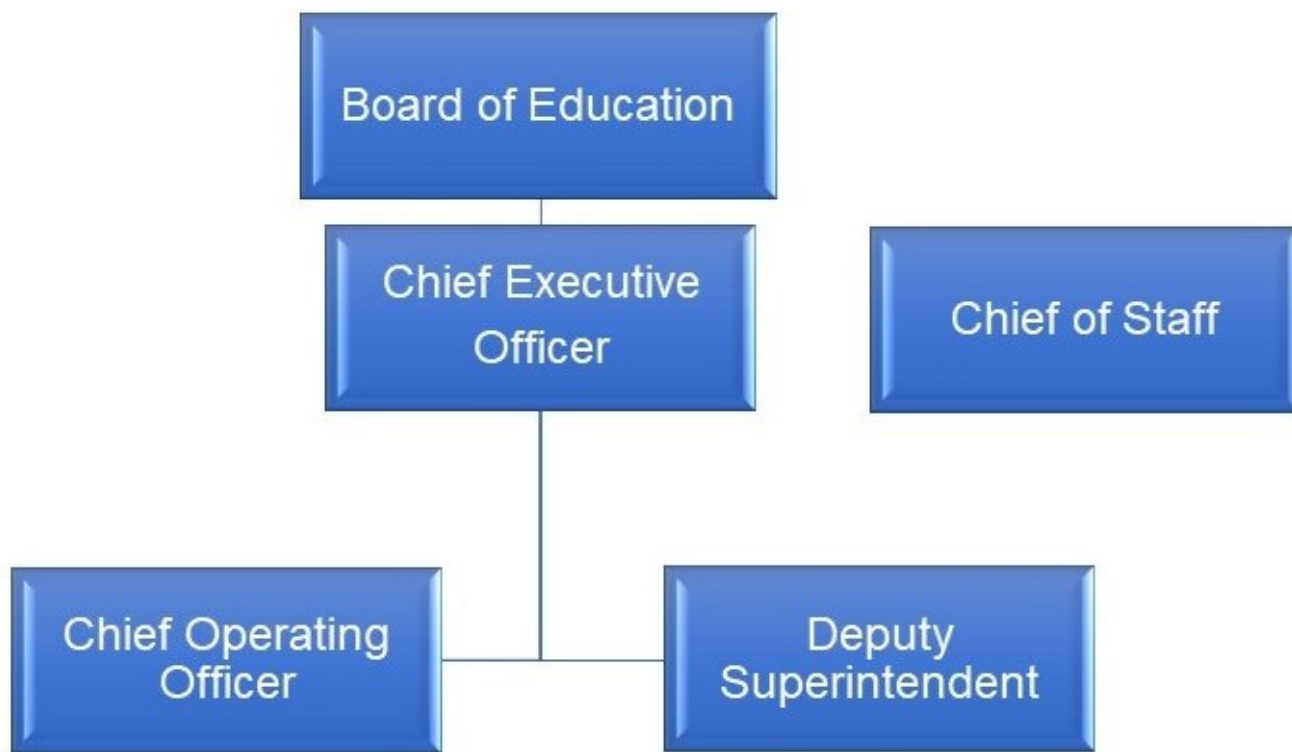 Board of Education
Chief Executive
Officer
Chief of Staff
Chief Operating
Officer
Deputy
Superintendent